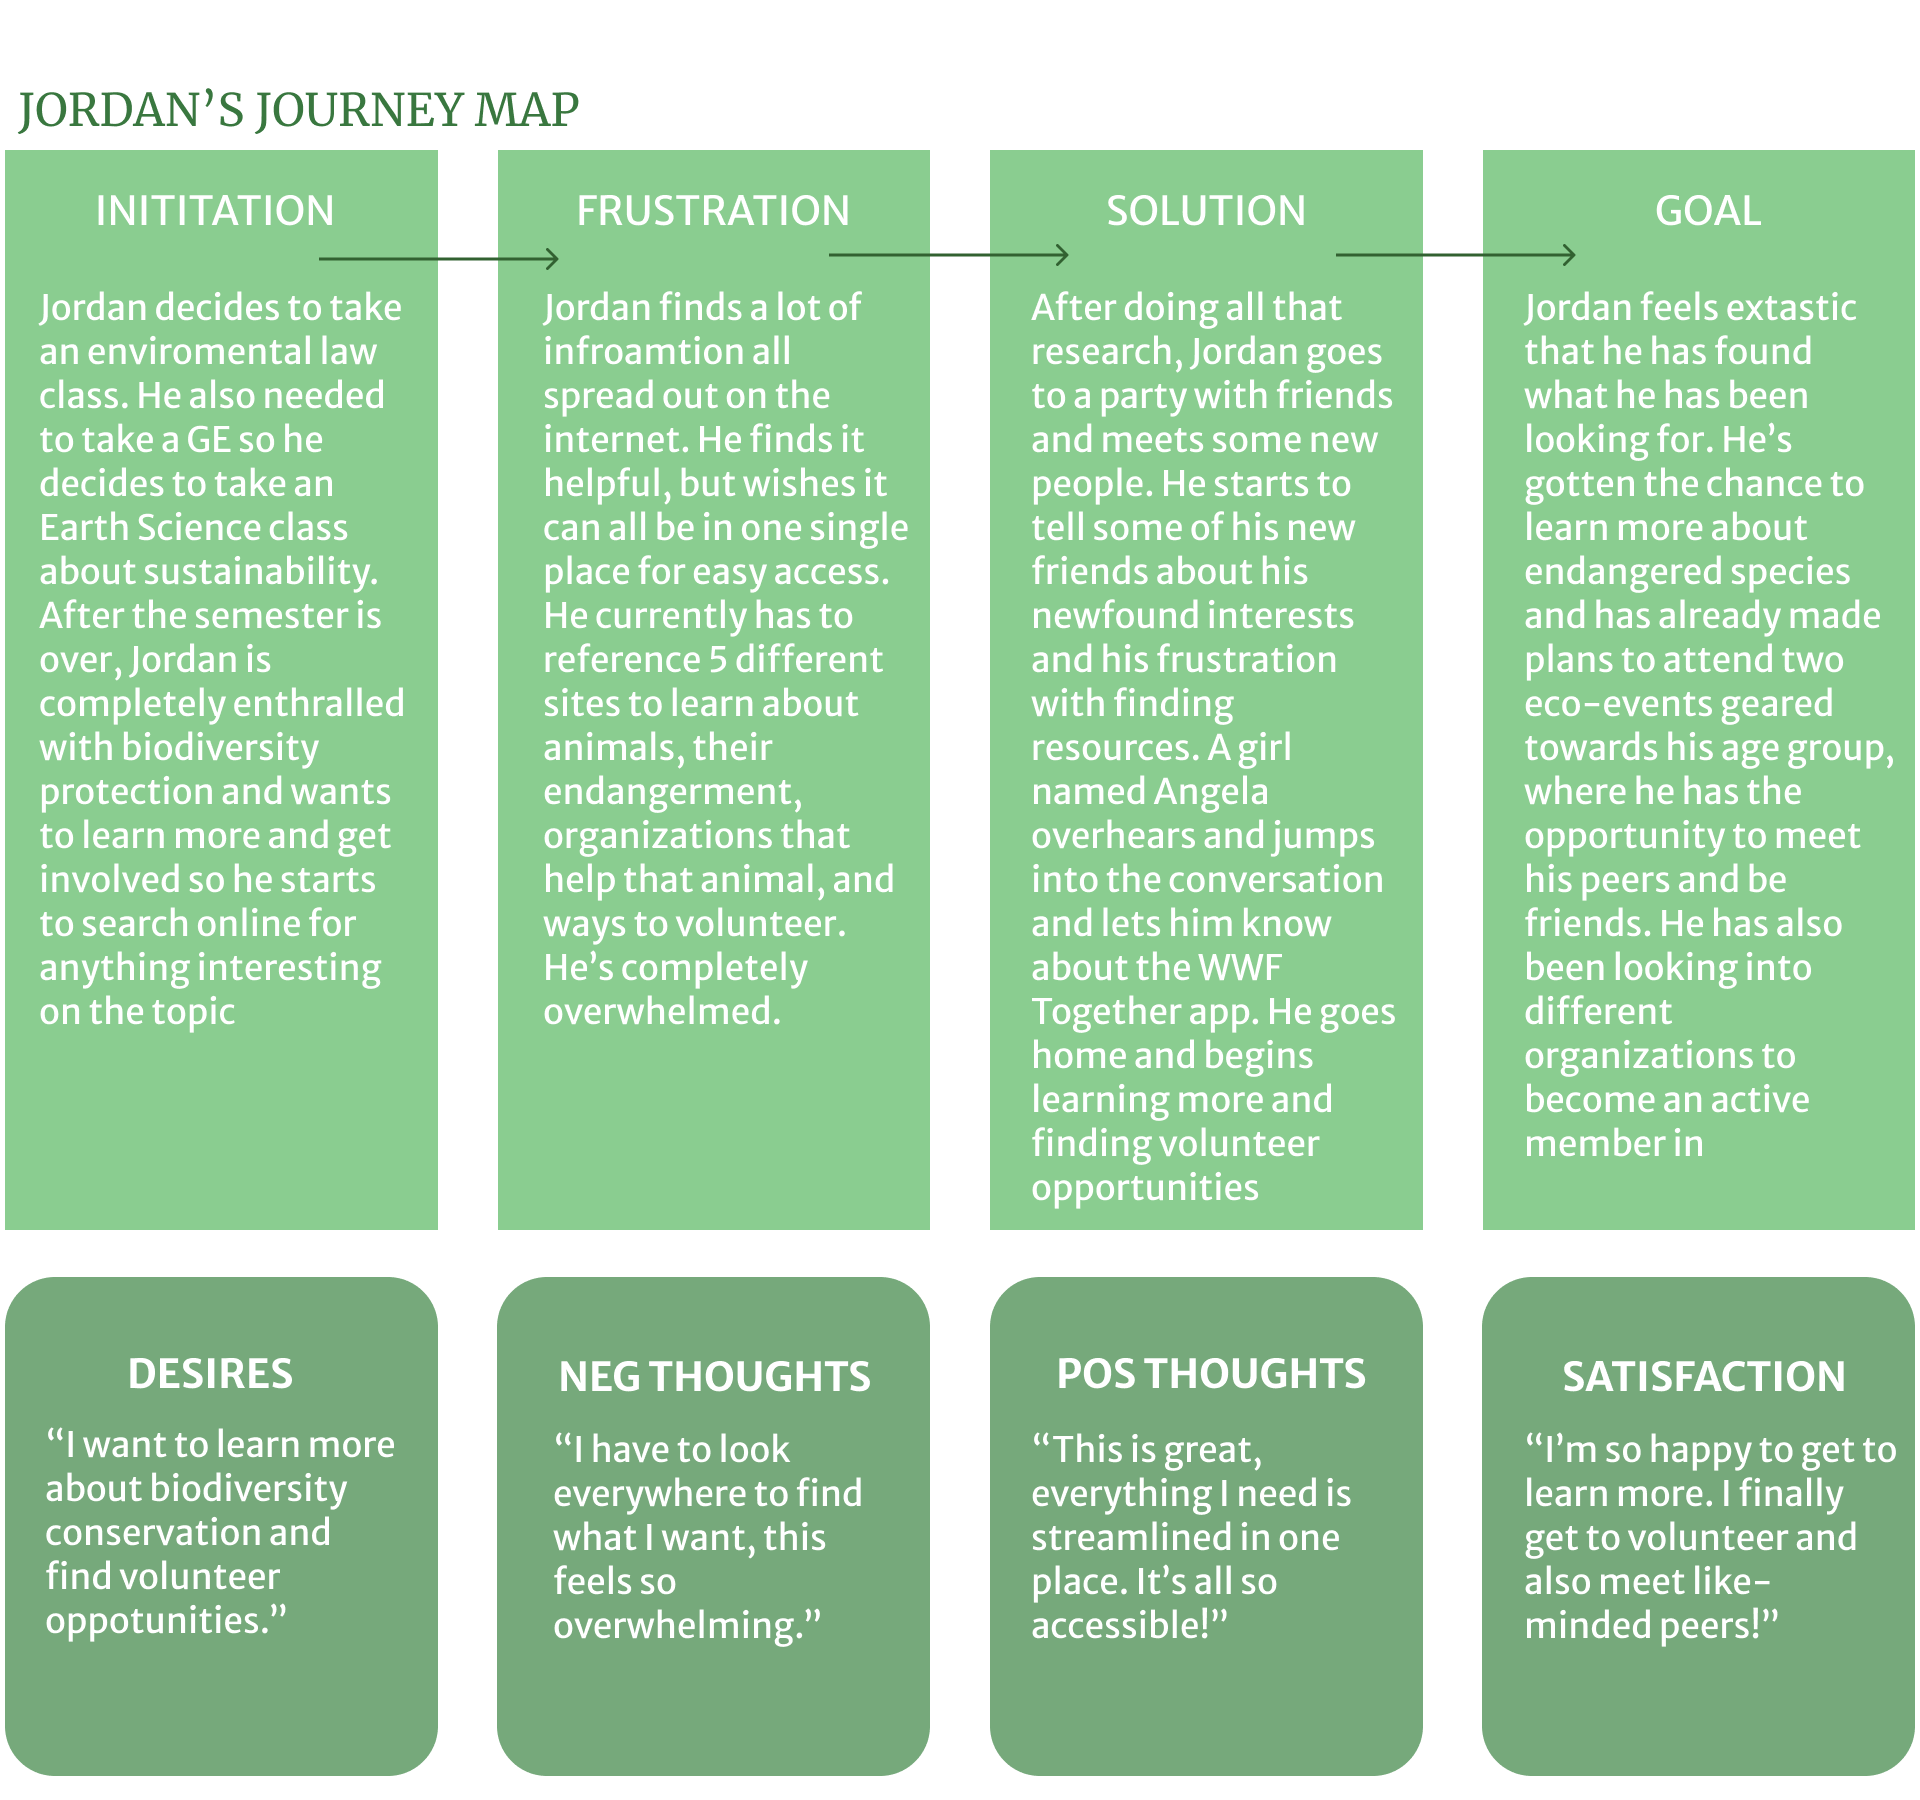 JORDAN’S JOURNEY MAP
INITITATION
Jordan decides to take
an enviromental law
class. He also needed
to take a GE so he
decides to take an
Earth Science class
about sustainability.
After the semester is
over, Jordan is
completely enthralled
with biodiversity
protection and wants
to learn more and get
involved so he starts
to search online for
anything interesting
on the topic
FRUSTRATION
Jordan finds a lot of
infroamtion all
spread out on the
internet. He finds it
helpful, but wishes it
can all be in one single
place for easy access.
He currently has to
reference 5 different
sites to learn about
animals, their
endangerment,
organizations that
help that animal, and
ways to volunteer.
He’s completely
overwhelmed.
SOLUTION
After doing all that
research, Jordan goes
to a party with friends
and meets some new
people. He starts to
tell some of his new
friends about his
newfound interests
and his frustration
with finding
resources. A girl
named Angela
overhears and jumps
into the conversation
and lets him know
about the WWF
Together app. He goes
home and begins
learning more and
finding volunteer
opportunities
GOAL
Jordan feels extastic
that he has found
what he has been
looking for. He’s
gotten the chance to
learn more about
endangered species
and has already made
plans to attend two
eco-events geared
towards his age group,
where he has the
opportunity to meet
his peers and be
friends. He has also
been looking into
different
organizations to
become an active
member in
DESIRES
“I want to learn more
about biodiversity
conservation and
find volunteer
oppotunities.”
NEG THOUGHTS
“I have to look
everywhere to find
what I want, this
feels so
overwhelming.”
POS THOUGHTS
“This is great,
everything I need is
streamlined in one
place. It’s all so
accessible!”
SATISFACTION
“I’m so happy to get to
learn more. I finally
get to volunteer and
also meet like-
minded peers!”